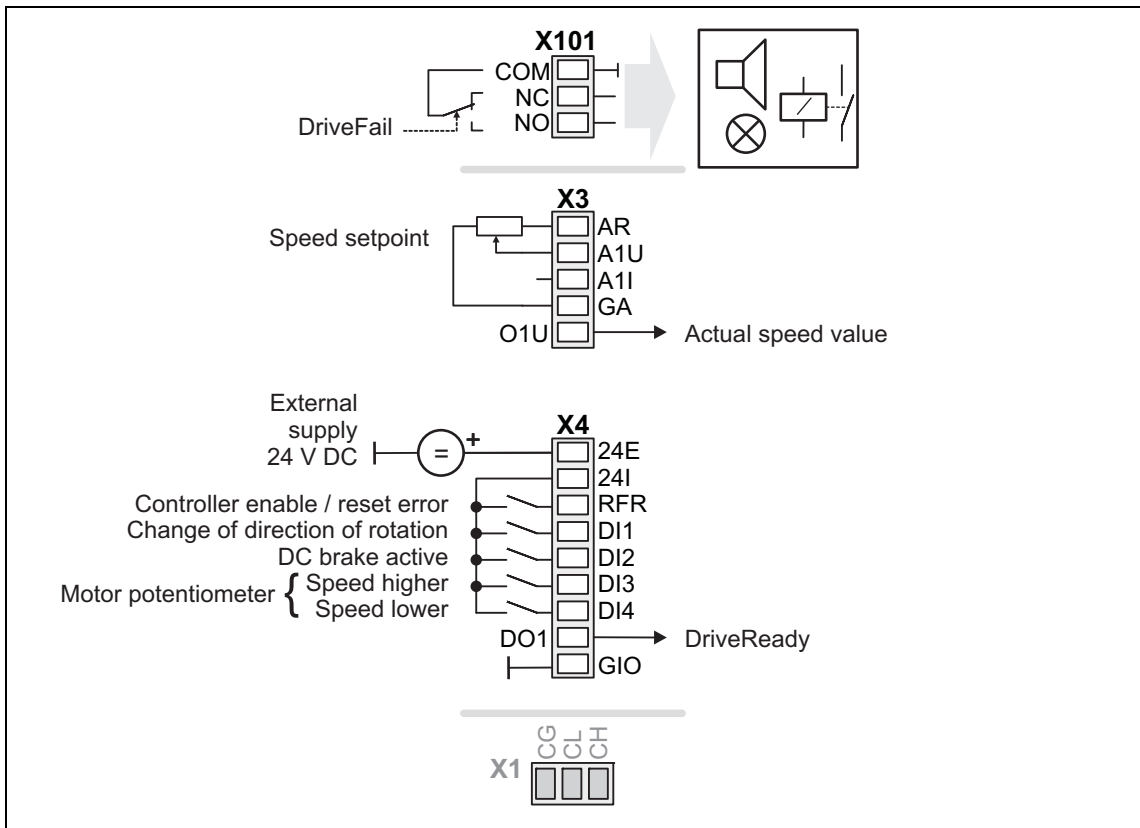 X101
COM
NC
NO
DriveFail
X3
Speed setpoint
AR
A1U
A1I
GA
O1U
Actual speed value
External
supply
24 V DC
=
+
X4
24E
24I
Controller enable / reset error
RFR
Change of direction of rotation
DI1
DC brake active
DI2
Motor potentiometer {
Speed higher
DI3
Speed lower
DI4
DO1
DriveReady
GIO
X1
CG
CL
CH